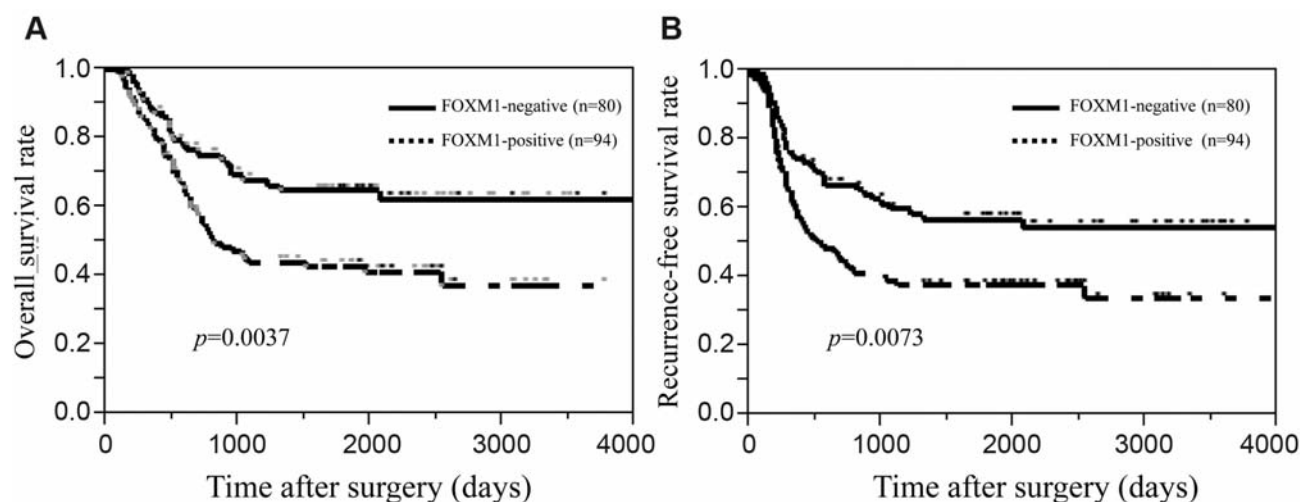 A
Overall survival rate
1.0
0.8
0.6
0.4
0.2
0.0
FOXM1-negative (n=80)
FOXM1-positive (n=94)
p=0.0037
0 1000 2000 3000 4000
Time after surgery (days)
B
Recurrence-free survival rate
1.0
0.8
0.6
0.4
0.2
0.0
FOXM1-negative (n=80)
FOXM1-positive (n=94)
p=0.0073
0 1000 2000 3000 4000
Time after surgery (days)